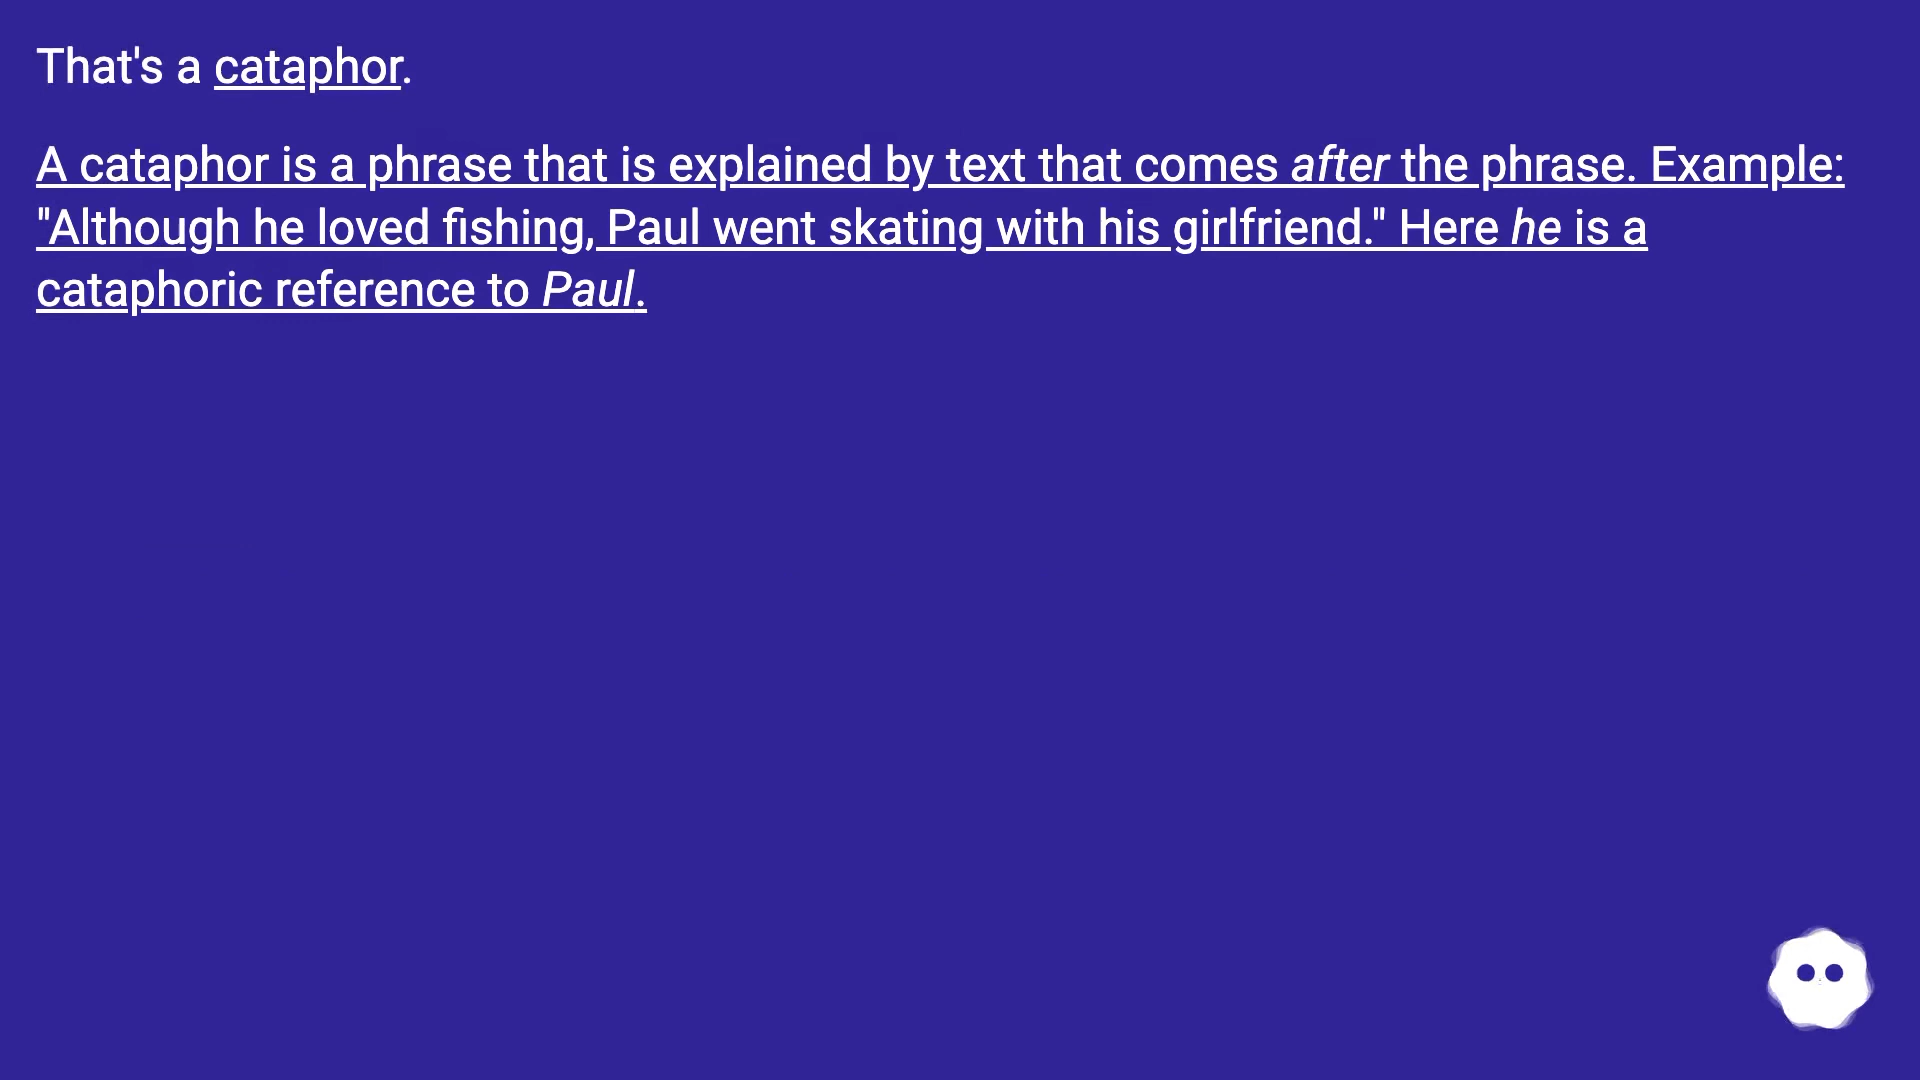 That's a cataphor.
A cataphor is a phrase that is explained by text that comes after the phrase. Example:
"Although he loved fishing, Paul went skating with his girlfriend." Here he is a
cataphoric reference to Paul.